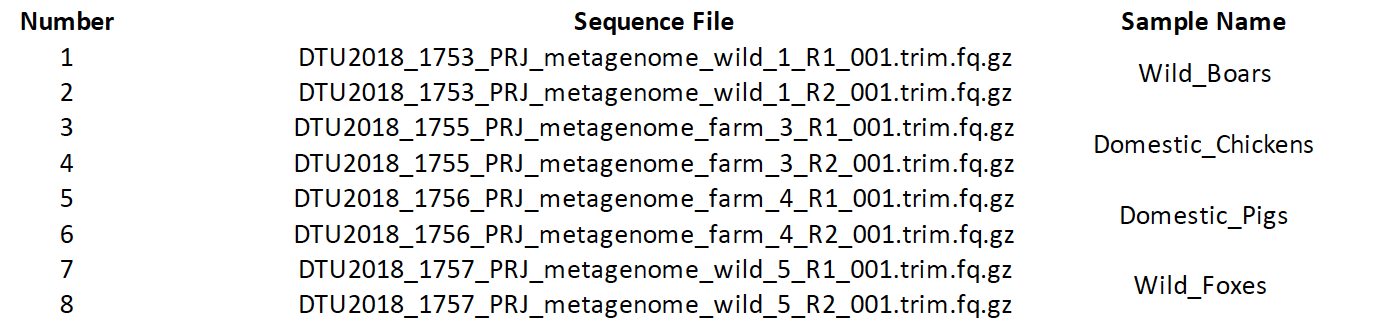 Number Sequence File Sample Name
1 DTU2018_1753_PRJ_metagenome_wild_1_R1_001.trim.fq.gz
Wild_Boars
2 DTU2018_1753_PRJ_metagenome_wild_1_R2_001.trim.fq.gz
3 DTU2018_1755_PRJ_metagenome_farm_3_R1_001.trim.fq.gz
Domestic_Chickens
4 DTU2018_1755_PRJ_metagenome_farm_3_R2_001.trim.fq.gz
5 DTU2018_1756_PRJ_metagenome_farm_4_R1_001.trim.fq.gz
Domestic_Pigs
6 DTU2018_1756_PRJ_metagenome_farm_4_R2_001.trim.fq.gz
7 DTU2018_1757_PRJ_metagenome_wild_5_R1_001.trim.fq.gz
Wild_Foxes
8 DTU2018_1757_PRJ_metagenome_wild_5_R2_001.trim.fq.gz